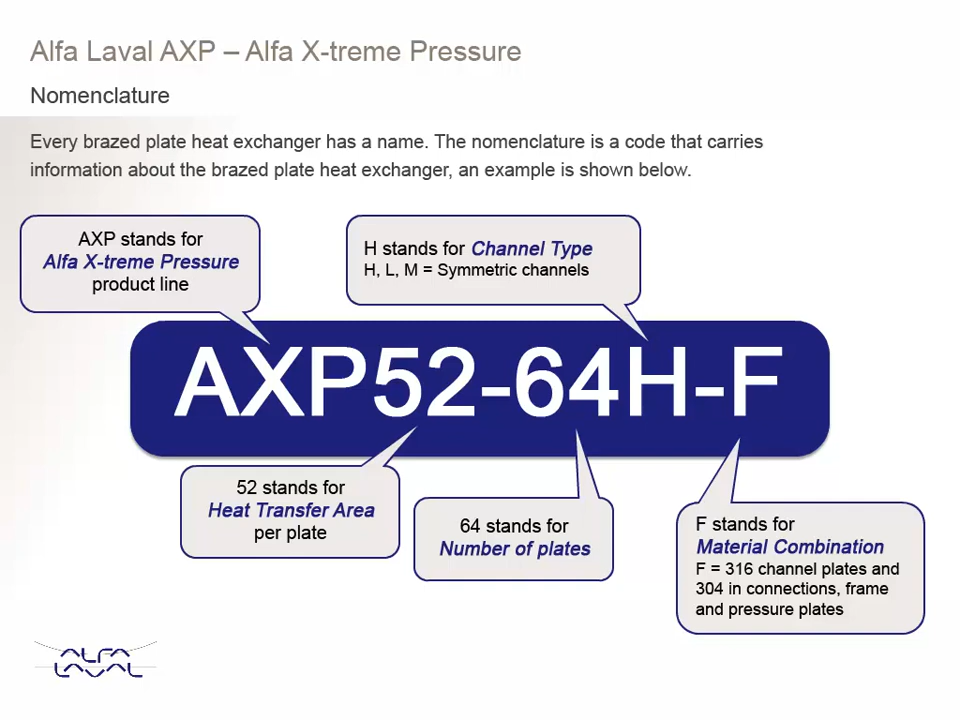 Alfa Laval AXP – Alfa X-treme Pressure
Nomenclature
Every brazed plate heat exchanger has a name. The nomenclature is a code that carries
information about the brazed plate heat exchanger, an example is shown below.
AXP stands for
Alfa X-treme Pressure
product line
H stands for Channel Type
H, L, M = Symmetric channels
AXP52-64H-F
52 stands for
Heat Transfer Area
per plate
64 stands for
Number of plates
F stands for
Material Combination
F = 316 channel plates and
304 in connections, frame
and pressure plates
ALFA
LAVAL